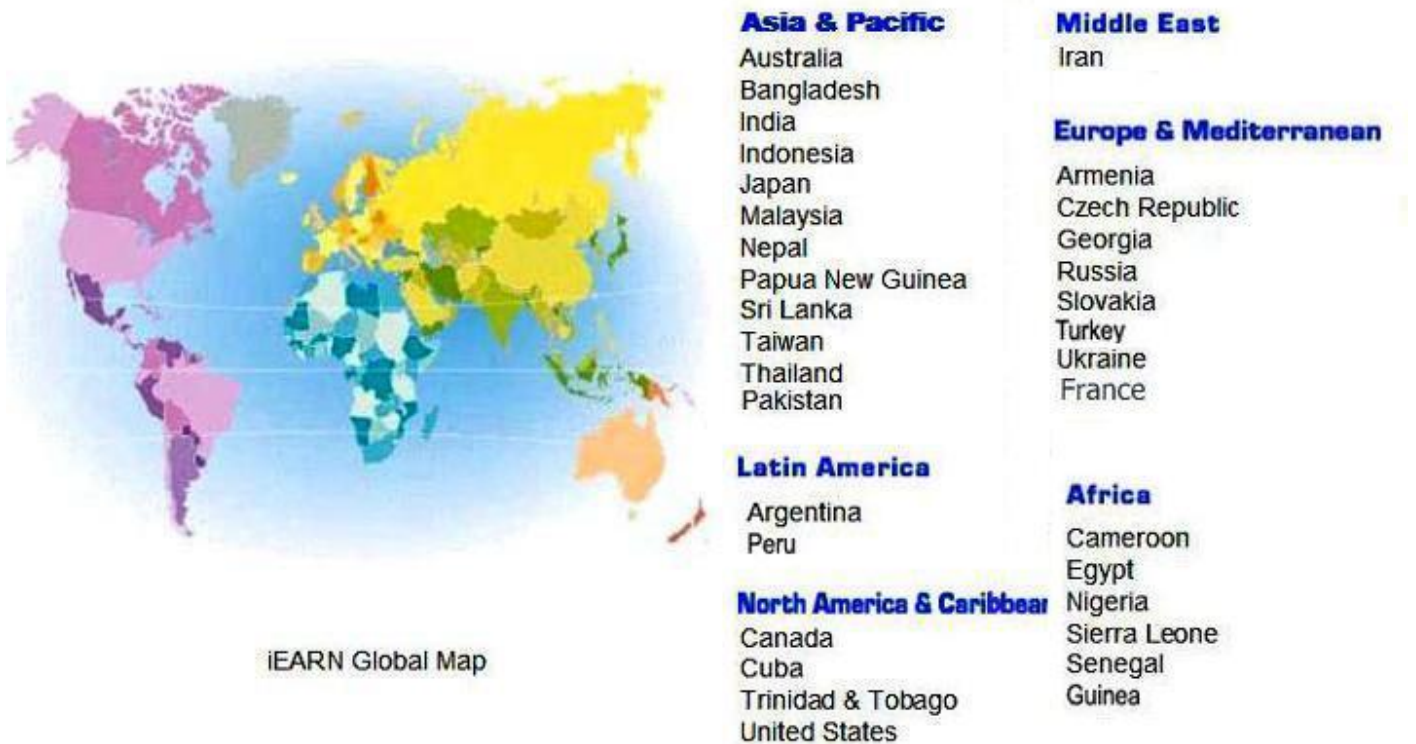 Asia & Pacific
Australia
Bangladesh
India
Indonesia
Japan
Malaysia
Nepal
Papua New Guinea
Sri Lanka
Taiwan
Thailand
Pakistan
Latin America
Argentina
Peru
North America & Caribbean
Canada
Cuba
Trinidad & Tobago
United States
Middle East
Iran
Europe & Mediterranean
Armenia
Czech Republic
Georgia
Russia
Slovakia
Turkey
Ukraine
France
Africa
Cameroon
Egypt
Nigeria
Sierra Leone
Senegal
Guinea
iEARN Global Map